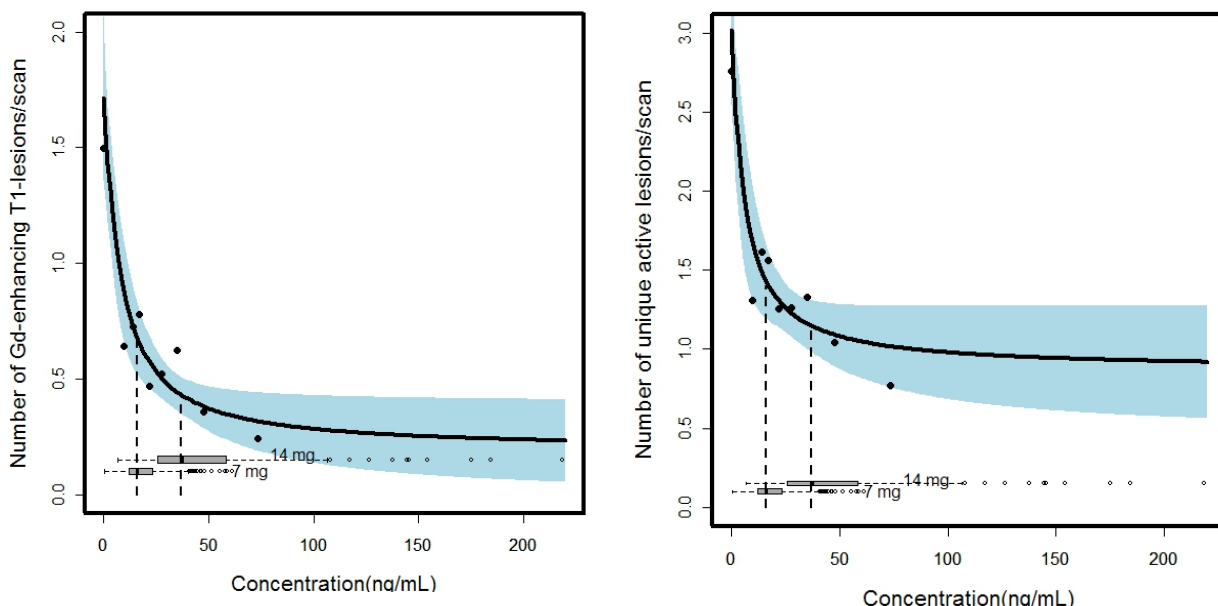 Number of Gd-enhancing T1-lesions/scan
2.0
1.5
1.0
0.5
0.0
14 mg
7 mg
0 50 100 150 200
Concentration(ng/mL)
Number of unique active lesions/scan
3.0
2.5
2.0
1.5
1.0
0.5
0.0
14 mg
7 mg
0 50 100 150 200
Concentration(ng/mL)